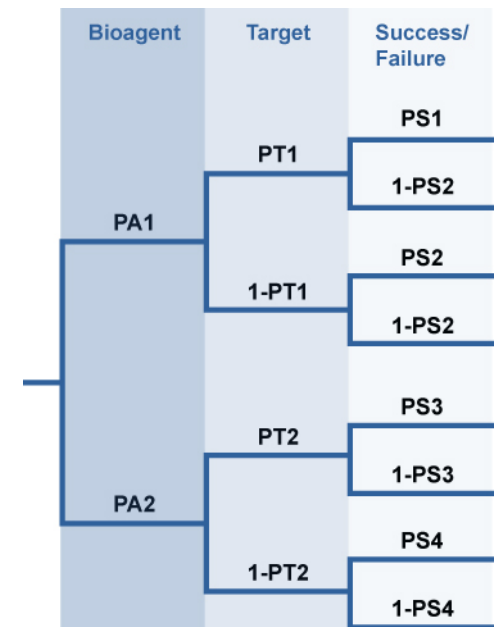 Bioagent Target Success/
Failure
PS1
PT1
1-PS2
PA1
PS2
1-PT1
1-PS2
PS3
PT2
1-PS3
PA2
PS4
1-PT2
1-PS4